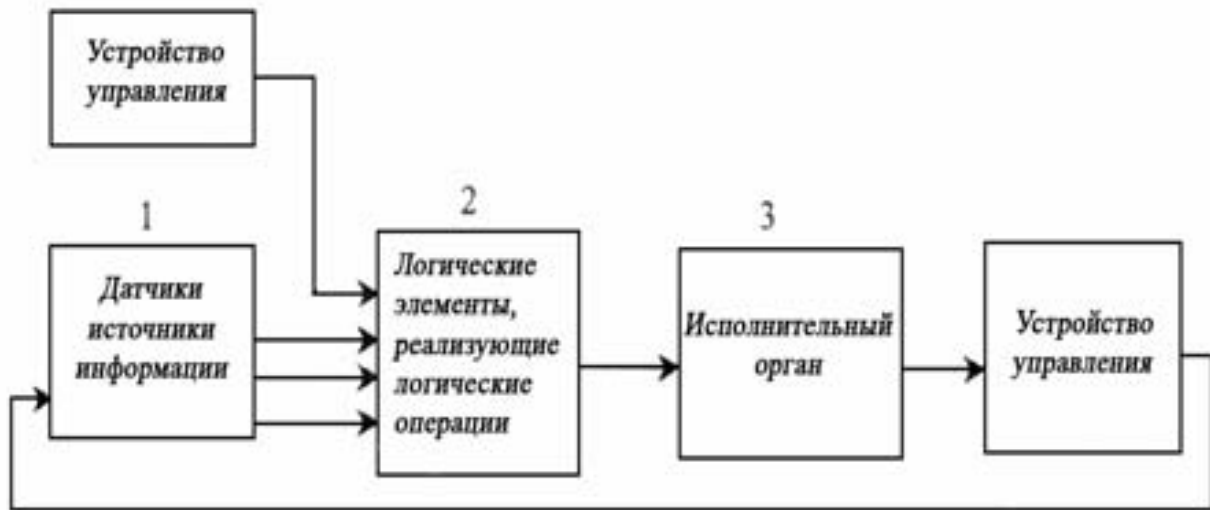 Устройство
управления
1
Датчики
источники
информации
2
Логические
элементы,
реализующие
логические
операции
3
Исполнительный
орган
Устройство
управления